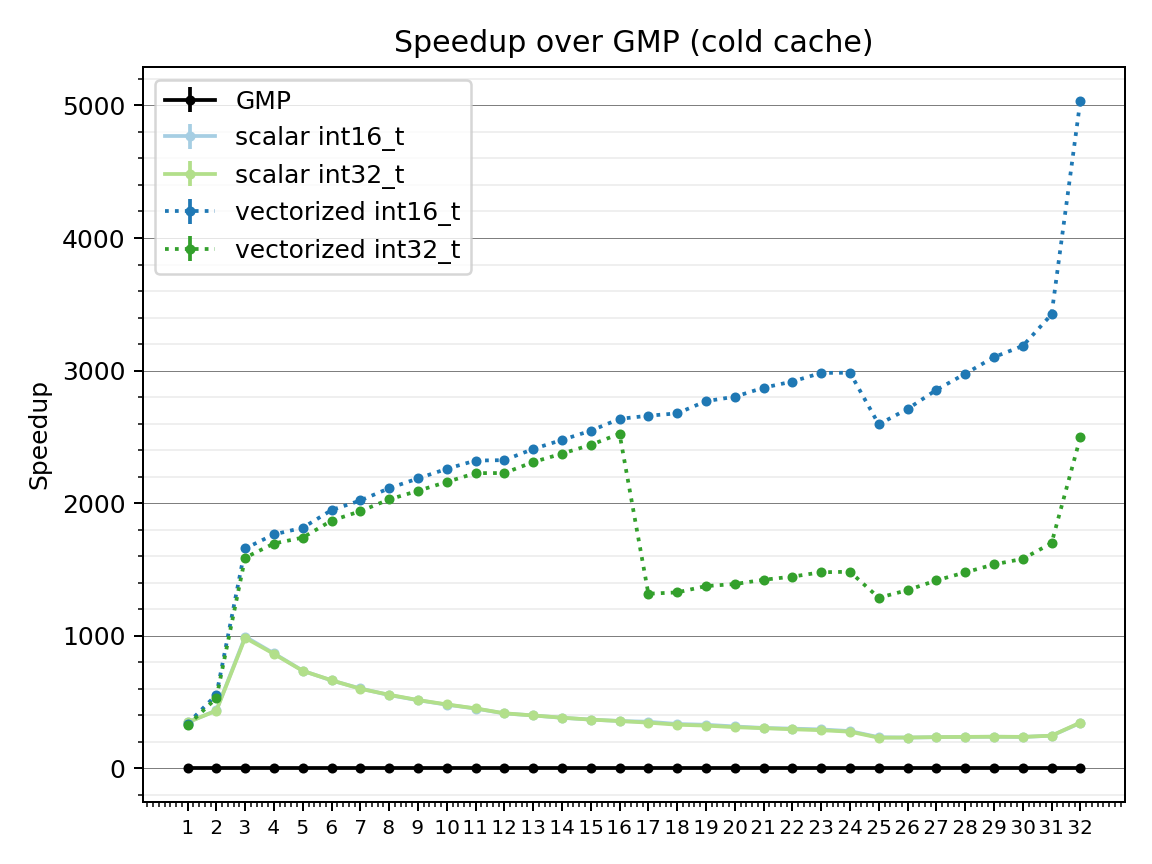 Speedup over GMP (cold cache)
GMP
scalar int16_t
scalar int32_t
vectorized int16_t
vectorized int32_t
Speedup
5000
4000
3000
2000
1000
0
1 2 3 4 5 6 7 8 9 10 11 12 13 14 15 16 17 18 19 20 21 22 23 24 25 26 27 28 29 30 31 32